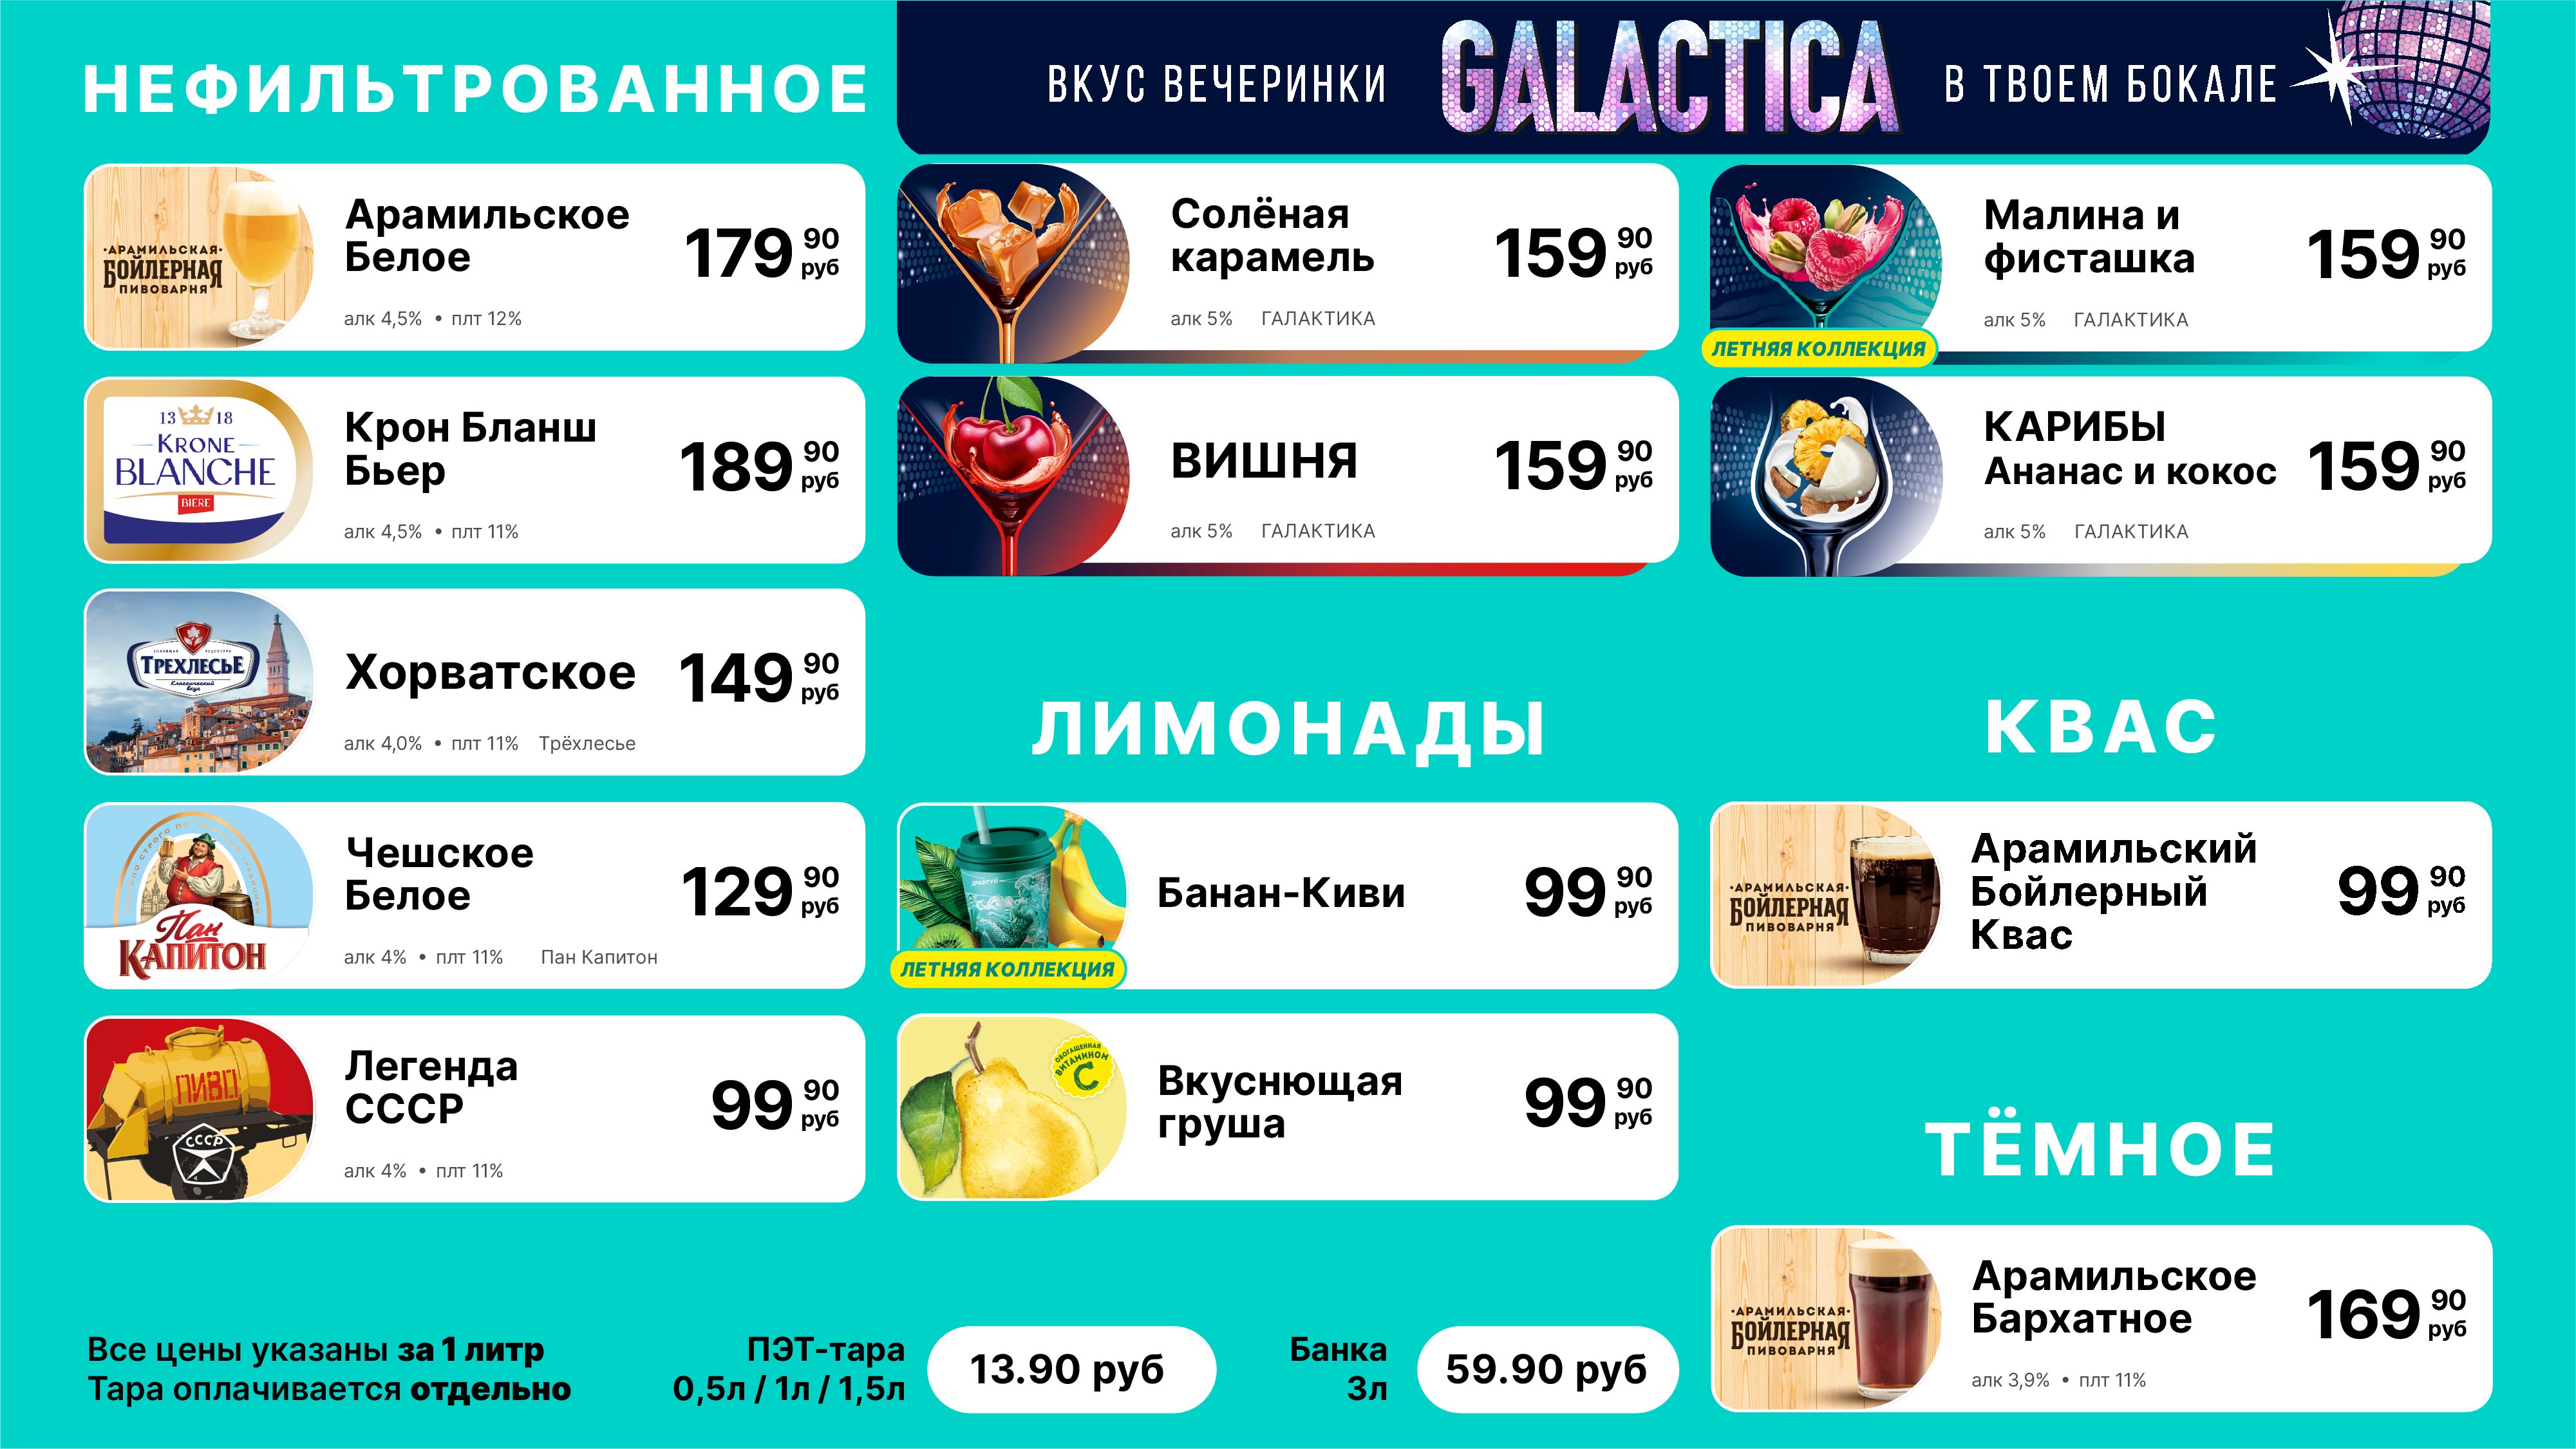 НЕФИЛЬТРОВАННОЕ
·АРАМИЛЬСКАЯ·
БОЙЛЕРНАЯ
ПИВОВАРНЯ
Арамильское
Белое
179 90 руб
алк 4,5% • плт 12%
13 18
KRONE
BLANCHE
BIERE
Крон Бланш
Бьер
189 90 руб
алк 4,5% • плт 11%
ТРЕХЛЕСЬЕ
Классический
вкус
Хорватское
149 90 руб
алк 4,0% • плт 11% Трёхлесье
Пан
КАПИТОН
Чешское
Белое
129 90 руб
алк 4% • плт 11% Пан Капитон
ПИВО
СССР
Легенда
СССР
99 90 руб
алк 4% • плт 11%
ВКУС ВЕЧЕРИНКИ GALACTICA В ТВОЕМ БОКАЛЕ
Солёная
карамель
159 90 руб
алк 5% ГАЛАКТИКА
Малина и
фисташка
159 90 руб
алк 5% ГАЛАКТИКА
ЛЕТНЯЯ КОЛЛЕКЦИЯ
ВИШНЯ
159 90 руб
алк 5% ГАЛАКТИКА
КАРИБЫ
Ананас и кокос
159 90 руб
алк 5% ГАЛАКТИКА
ЛИМОНАДЫ
Банан-Киви
99 90 руб
ЛЕТНЯЯ КОЛЛЕКЦИЯ
ОБОГАЩЕННАЯ
ВИТАМИНОМ
С
Вкуснющая
груша
99 90 руб
КВАС
·АРАМИЛЬСКАЯ·
БОЙЛЕРНАЯ
ПИВОВАРНЯ
Арамильский
Бойлерный
Квас
99 90 руб
ТЁМНОЕ
·АРАМИЛЬСКАЯ·
БОЙЛЕРНАЯ
ПИВОВАРНЯ
Арамильское
Бархатное
169 90 руб
алк 3,9% • плт 11%
Все цены указаны за 1 литр
Тара оплачивается отдельно
ПЭТ-тара
0,5л / 1л / 1,5л
13.90 руб
Банка
3л
59.90 руб